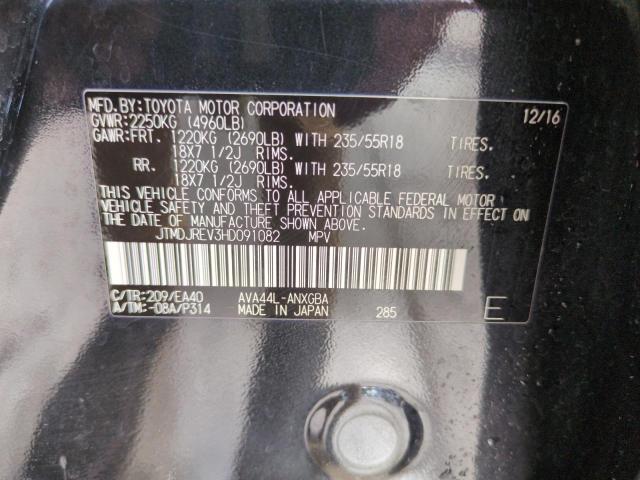 MFD.BY:TOYOTA MOTOR CORPORATION 12/16
GVWR:2250KG (4960LB)
GAWR:FRT. 1220KG (2690LB) WITH 235/55R18 TIRES.
18X7 1/2J RIMS.
RR. 1220KG (2690LB) WITH 235/55R18 TIRES.
18X7 1/2J RIMS.
THIS VEHICLE CONFORMS TO ALL APPLICABLE FEDERAL MOTOR
VEHICLE SAFETY AND THEFT PREVENTION STANDARDS IN EFFECT ON
THE DATE OF MANUFACTURE SHOWN ABOVE.
JTMDJREV3HD091082 MPV
C/TR:209/EA40 AVA44L-ANXGBA
A/TM:-08A/P314 MADE IN JAPAN 285 E